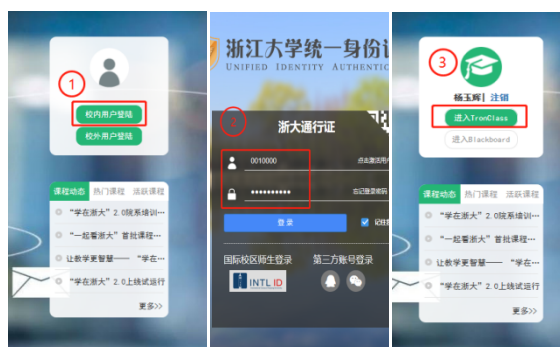 1
校内用户登陆
校外用户登陆
课程动态 热门课程 活跃课程
“学在浙大”2.0院系培训…
“一起看浙大”首批课程…
让教学更智慧——“学在…
“学在浙大”2.0上线试运行
更多>>
浙江大学统一身份认
UNIFIED IDENTITY AUTHENTIC
2
浙大通行证
0010000 点击激活用户
•••••••••• 忘记登录密码
登录 记住
国际校区师生登录 第三方账号登录
INTL ID
3
杨玉辉| 注销
进入TronClass
进入Blackboard
课程动态 热门课程 活跃课程
“学在浙大”2.0院系培训…
“一起看浙大”首批课程…
让教学更智慧——“学在…
“学在浙大”2.0上线试运行
更多>>